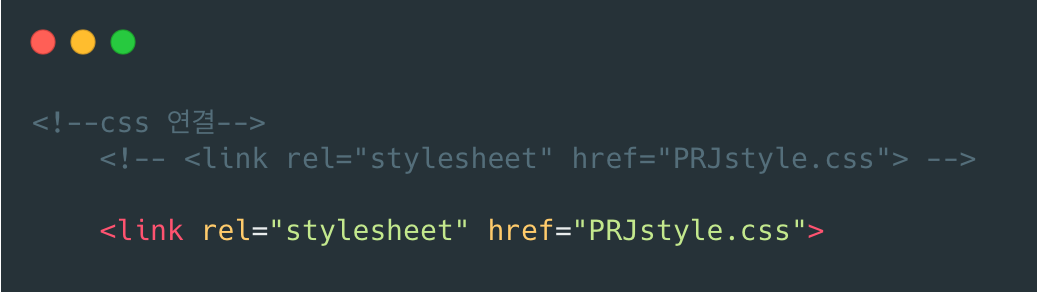 <!--css 연결-->
<!-- <link rel="stylesheet" href="PRJstyle.css"> -->
<link rel="stylesheet" href="PRJstyle.css">